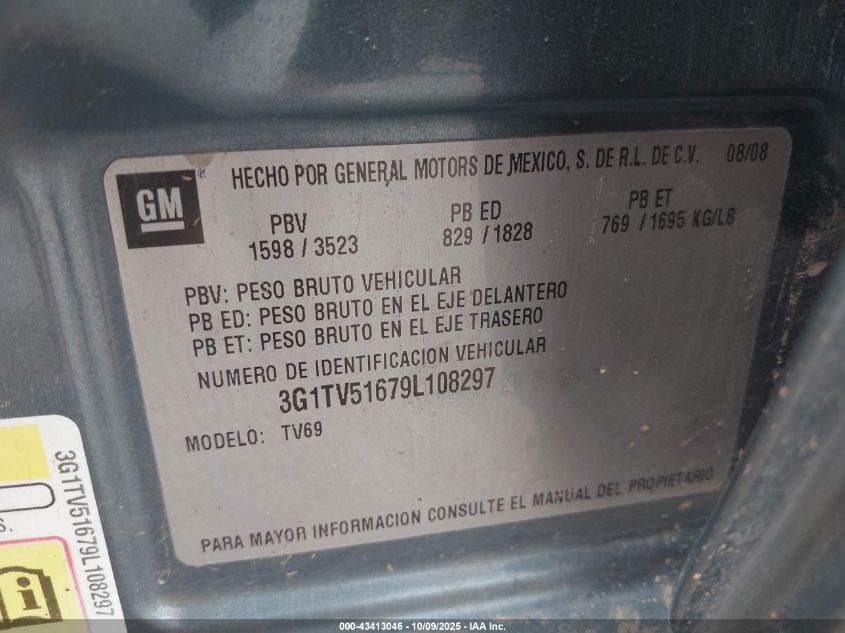 GM
®
HECHO POR GENERAL MOTORS DE MEXICO, S. DE R.L. DE C.V. 08/08
PBV PB ED PB ET
1598 / 3523 829 / 1828 769 / 1695 KG/LB
PBV: PESO BRUTO VEHICULAR
PB ED: PESO BRUTO EN EL EJE DELANTERO
PB ET: PESO BRUTO EN EL EJE TRASERO
NUMERO DE IDENTIFICACION VEHICULAR
3G1TV51679L108297
MODELO: TV69
PARA MAYOR INFORMACION CONSULTE EL MANUAL DEL PROPIETARIO
3G1TV51679L108297
i
000-43413046 - 10/09/2025 - IAA Inc.